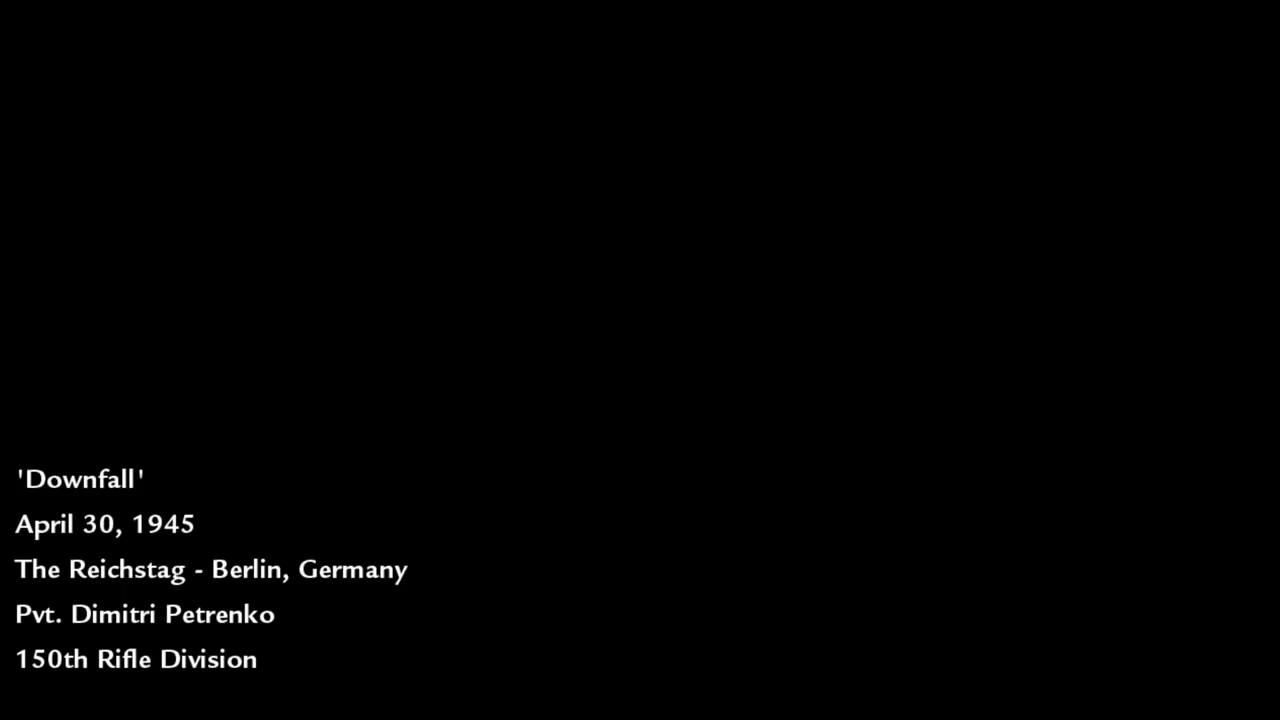 'Downfall'
April 30, 1945
The Reichstag - Berlin, Germany
Pvt. Dimitri Petrenko
150th Rifle Division